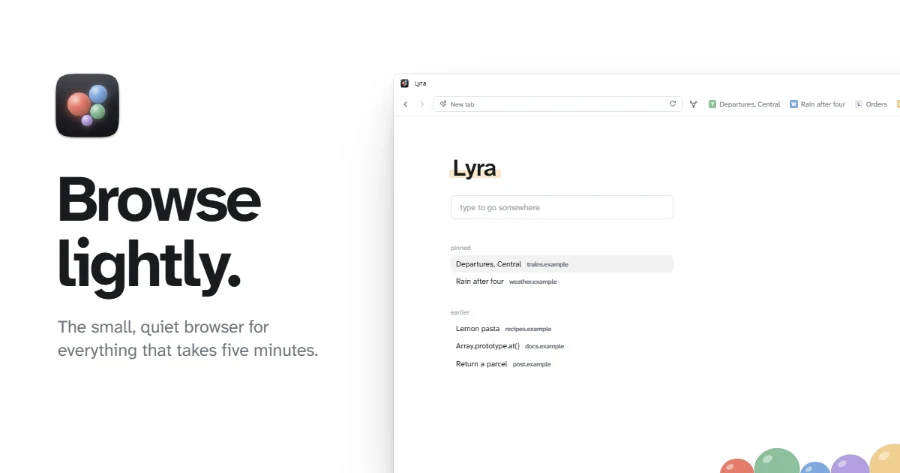 Browse
lightly.
The small, quiet browser for
everything that takes five minutes.
Lyra
New tab
T Departures, Central
W Rain after four
L Orders
Lyra
type to go somewhere
pinned
Departures, Central trains.example
Rain after four weather.example
earlier
Lemon pasta recipes.example
Array.prototype.at() docs.example
Return a parcel post.example